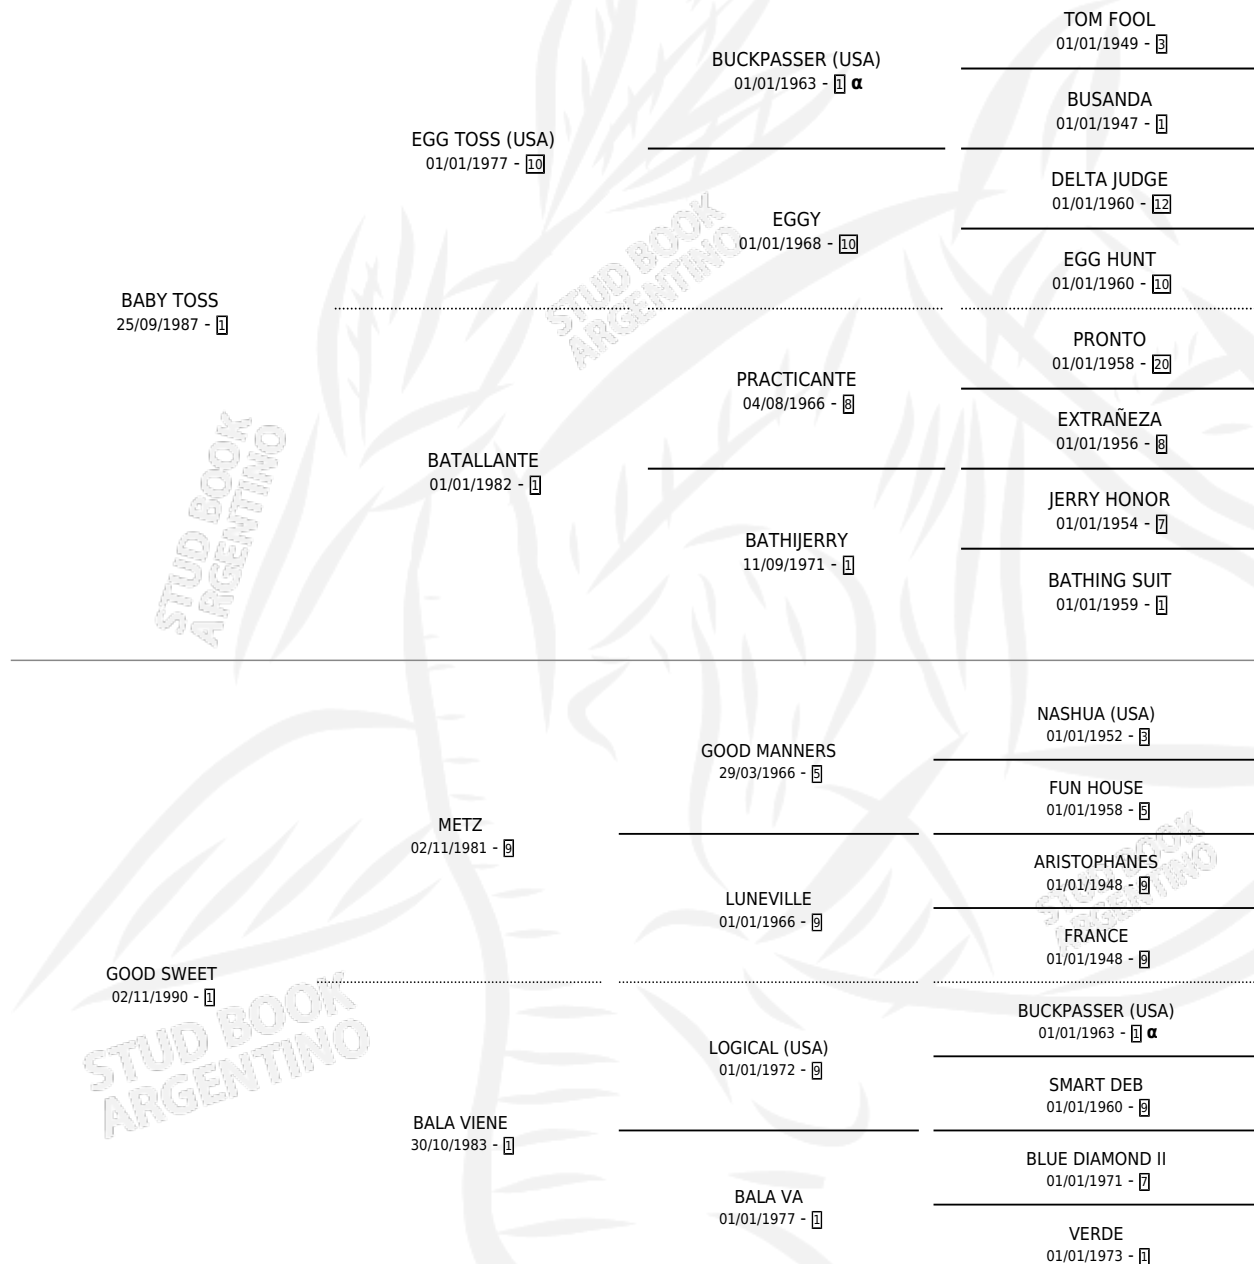 TOM FOOL
01/01/1949 - 3
BUCKPASSER (USA)
01/01/1963 - 1 α
BUSANDA
01/01/1947 - 1
EGG TOSS (USA)
01/01/1977 - 10
DELTA JUDGE
01/01/1960 - 12
EGGY
01/01/1968 - 10
EGG HUNT
01/01/1960 - 10
BABY TOSS
25/09/1987 - 1
PRONTO
01/01/1958 - 20
PRACTICANTE
04/08/1966 - 8
EXTRAÑEZA
01/01/1956 - 8
BATALLANTE
01/01/1982 - 1
JERRY HONOR
01/01/1954 - 7
BATHIJERRY
11/09/1971 - 1
BATHING SUIT
01/01/1959 - 1
STUD BOOK
ARGENTINO
STUD BOOK
ARGENTINO
NASHUA (USA)
01/01/1952 - 3
GOOD MANNERS
29/03/1966 - 5
FUN HOUSE
01/01/1958 - 5
METZ
02/11/1981 - 9
ARISTOPHANES
01/01/1948 - 9
LUNEVILLE
01/01/1966 - 9
FRANCE
01/01/1948 - 9
GOOD SWEET
02/11/1990 - 1
BUCKPASSER (USA)
01/01/1963 - 1 α
LOGICAL (USA)
01/01/1972 - 9
SMART DEB
01/01/1960 - 9
BALA VIENE
30/10/1983 - 1
BLUE DIAMOND II
01/01/1971 - 7
BALA VA
01/01/1977 - 1
VERDE
01/01/1973 - 1
STUD BOOK
ARGENTINO
STUD BOOK
ARGENTINO